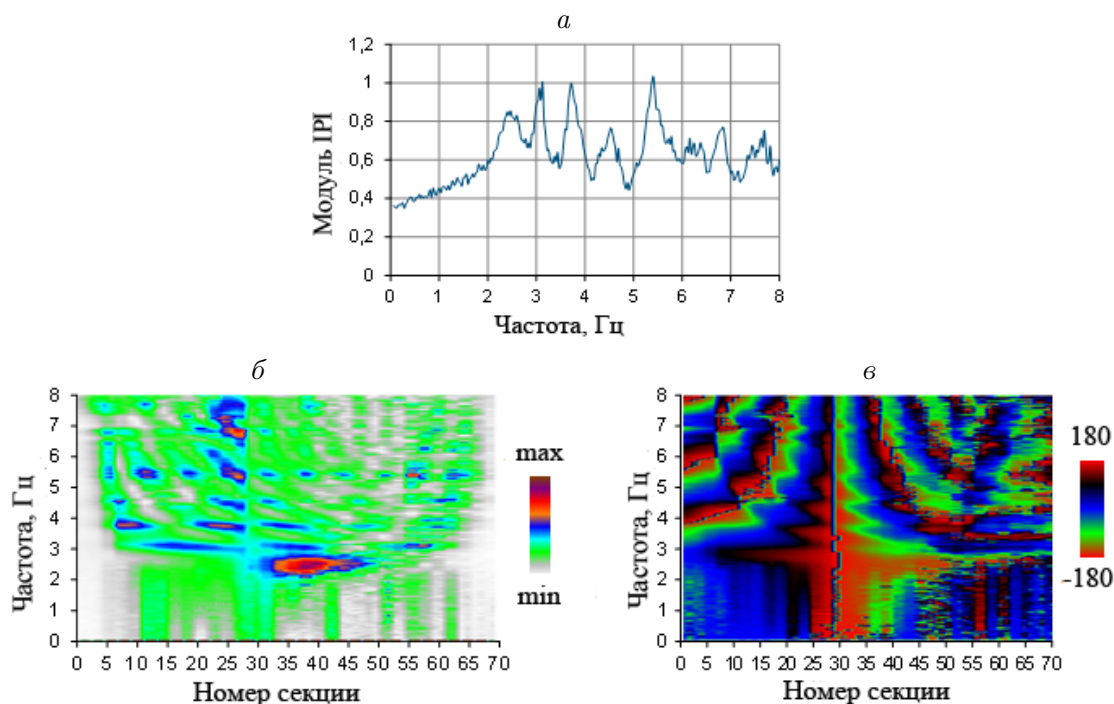 а
1,2
1
0,8
0,6
0,4
0,2
0
0 1 2 3 4 5 6 7 8
Модуль IPI
Частота, Гц
б
8
7
6
5
4
3
2
1
0
0 5 10 15 20 25 30 35 40 45 50 55 60 65 70
Частота, Гц
Номер секции
max
min
в
8
7
6
5
4
3
2
1
0
0 5 10 15 20 25 30 35 40 45 50 55 60 65 70
Частота, Гц
Номер секции
180
-180